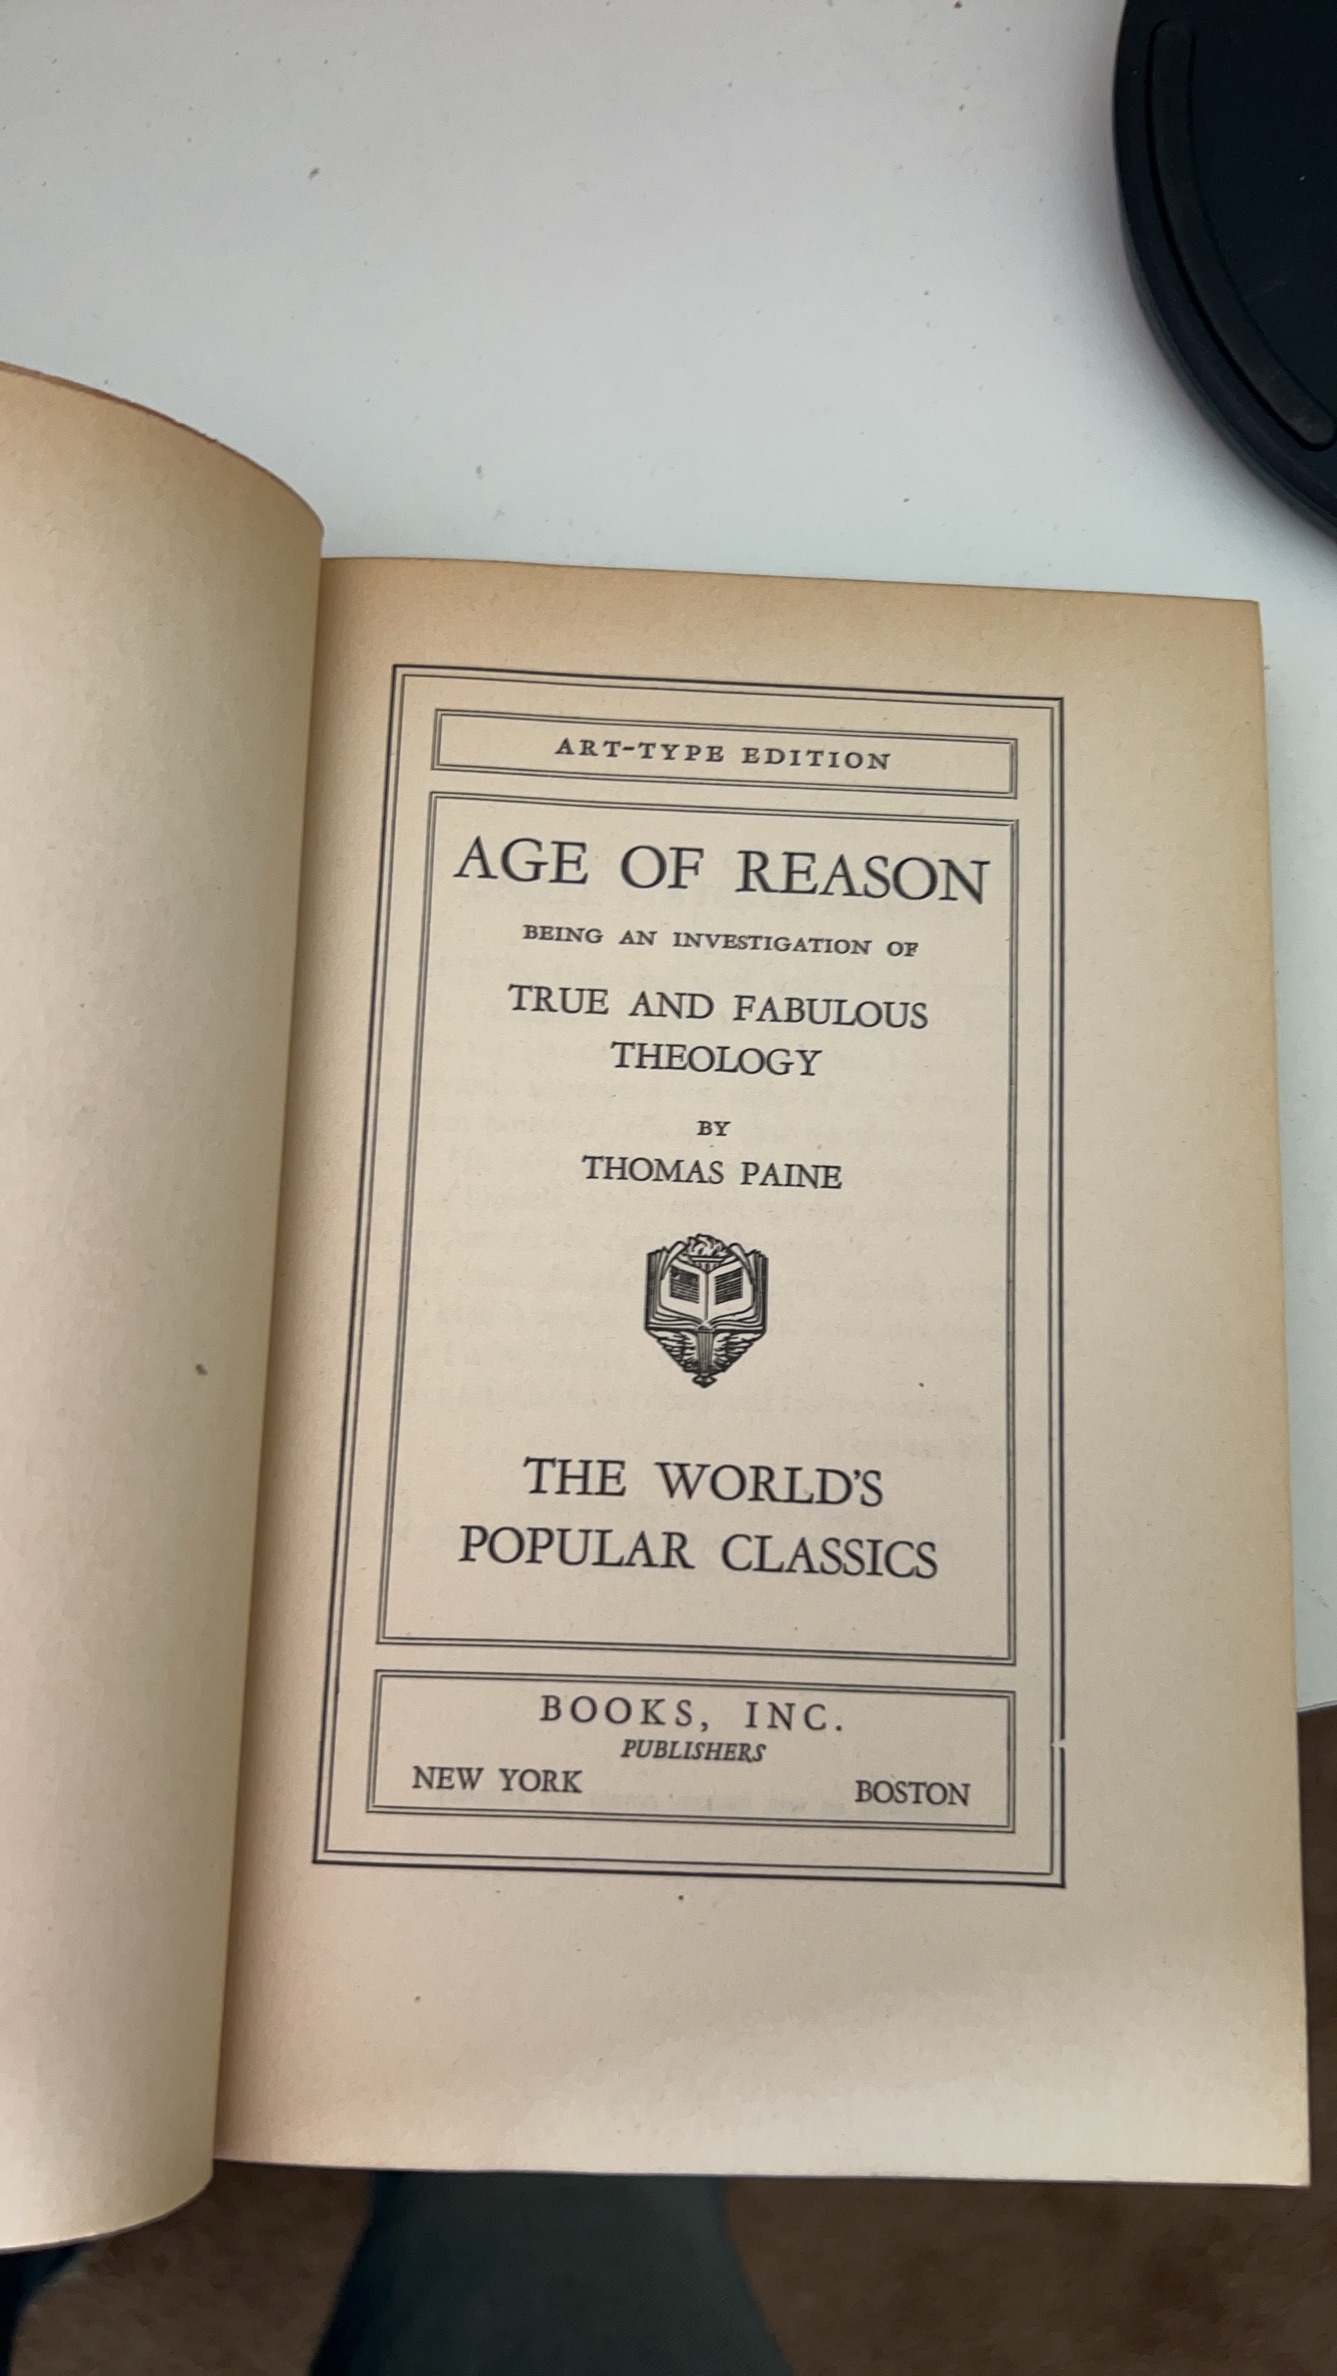 ART-TYPE EDITION
AGE OF REASON
BEING AN INVESTIGATION OF
TRUE AND FABULOUS
THEOLOGY
BY
THOMAS PAINE
THE WORLD'S
POPULAR CLASSICS
BOOKS, INC.
PUBLISHERS
NEW YORK BOSTON